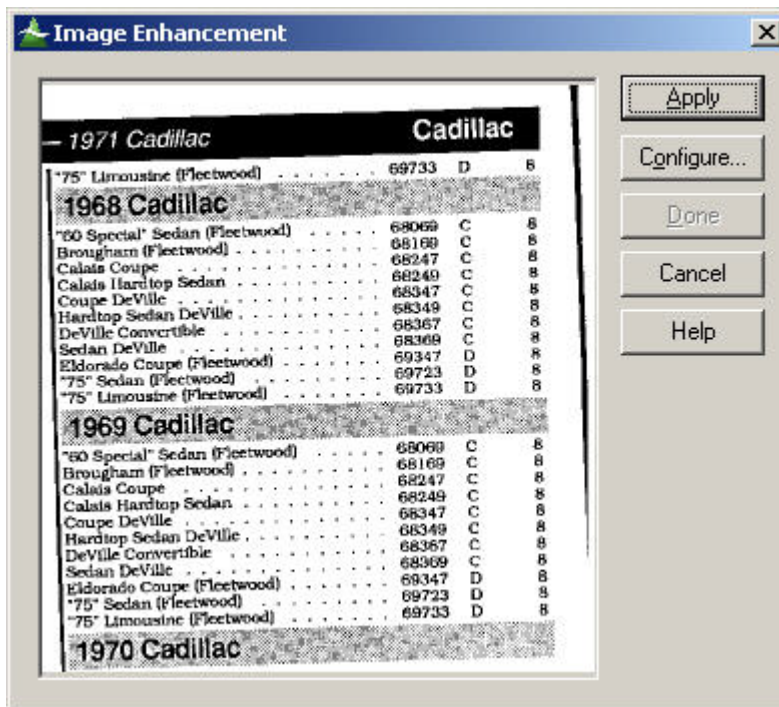 Image Enhancement
— 1971 Cadillac Cadillac
"75" Limousine (Fleetwood) . . . . . . . 69733 D 8
1968 Cadillac
"60 Special" Sedan (Fleetwood) . . . . . 68069 C 8
Brougham (Fleetwood) . . . . . . . . . 68169 C 8
Calais Coupe . . . . . . . . . . . . . 68247 C 8
Calais Hardtop Sedan . . . . . . . . . 68249 C 8
Coupe DeVille . . . . . . . . . . . . . 68347 C 8
Hardtop Sedan DeVille . . . . . . . . . 68349 C 8
DeVille Convertible . . . . . . . . . . 68367 C 8
Sedan DeVille . . . . . . . . . . . . . 68369 C 8
Eldorado Coupe (Fleetwood) . . . . . . 69347 D 8
"75" Sedan (Fleetwood) . . . . . . . . 69723 D 8
"75" Limousine (Fleetwood) . . . . . . 69733 D 8
1969 Cadillac
"60 Special" Sedan (Fleetwood) . . . . . 68069 C 8
Brougham (Fleetwood) . . . . . . . . . 68169 C 8
Calais Coupe . . . . . . . . . . . . . 68247 C 8
Calais Hardtop Sedan . . . . . . . . . 68249 C 8
Coupe DeVille . . . . . . . . . . . . . 68347 C 8
Hardtop Sedan DeVille . . . . . . . . . 68349 C 8
DeVille Convertible . . . . . . . . . . 68367 C 8
Sedan DeVille . . . . . . . . . . . . . 68369 C 8
Eldorado Coupe (Fleetwood) . . . . . . 69347 D 8
"75" Sedan (Fleetwood) . . . . . . . . 69723 D 8
"75" Limousine (Fleetwood) . . . . . . 69733 D 8
1970 Cadillac
Apply
Configure...
Done
Cancel
Help